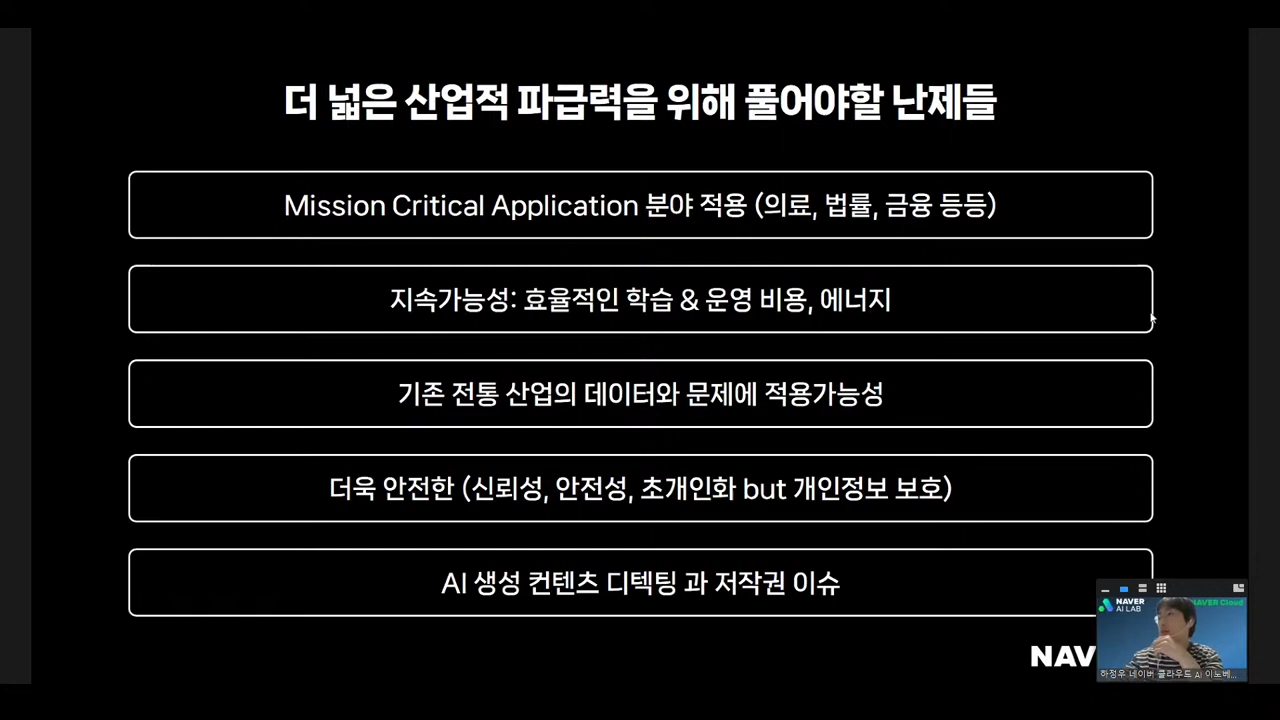 더 넓은 산업적 파급력을 위해 풀어야할 난제들
Mission Critical Application 분야 적용 (의료, 법률, 금융 등등)
지속가능성: 효율적인 학습 & 운영 비용, 에너지
기존 전통 산업의 데이터와 문제에 적용가능성
더욱 안전한 (신뢰성, 안전성, 초개인화 but 개인정보 보호)
AI 생성 컨텐츠 디텍팅 과 저작권 이슈
NAV
NAVER
AI LAB
NAVER Cloud
하정우 네이버 클라우드 AI 이노베...